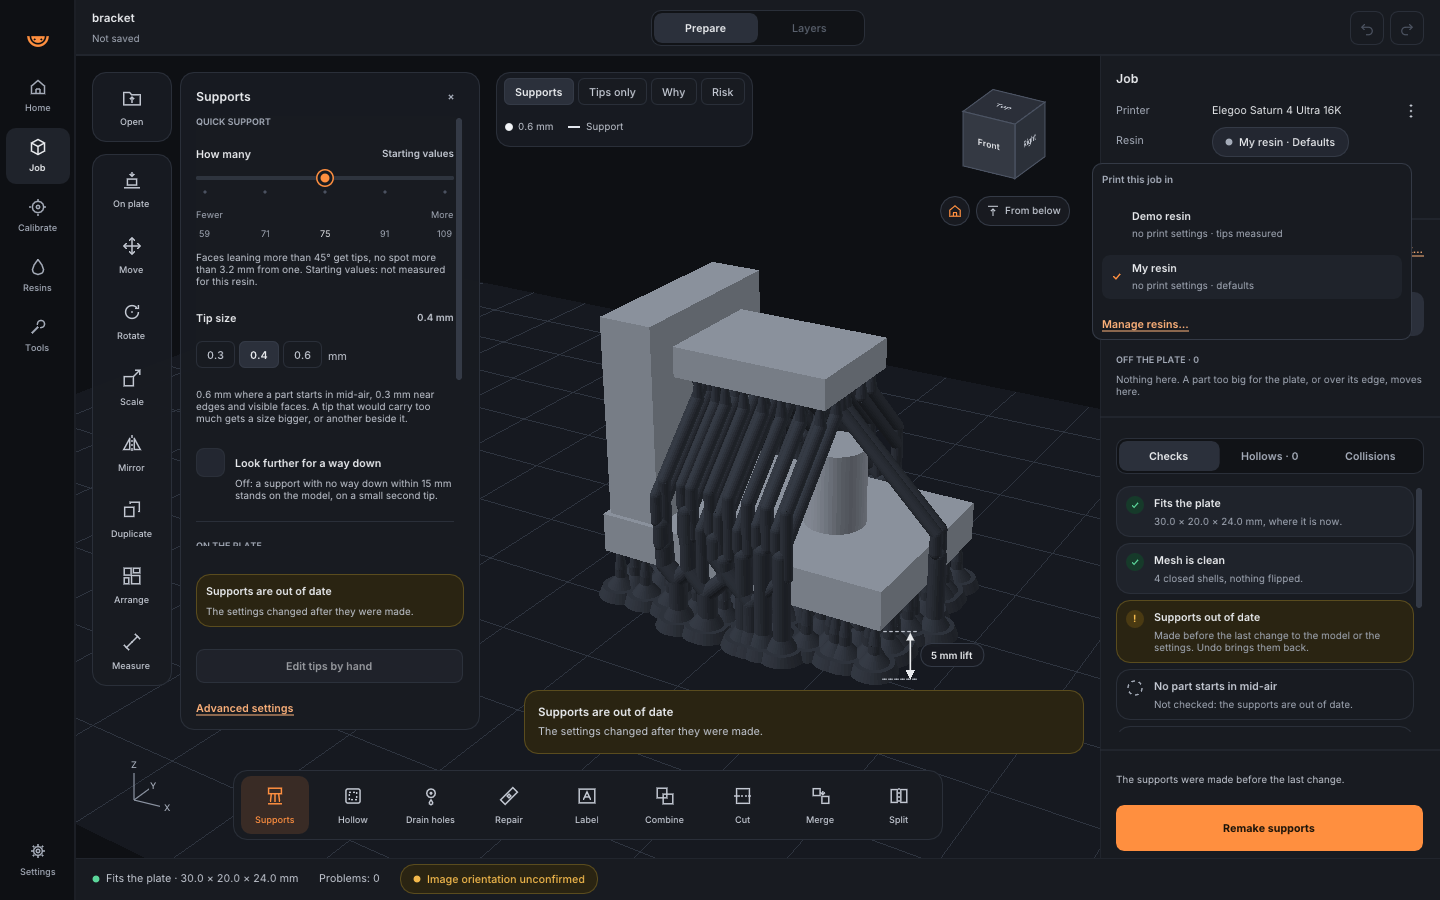 bracket
Not saved
Prepare
Layers
Home
Job
Calibrate
Resins
Tools
Settings
Open
On plate
Move
Rotate
Scale
Mirror
Duplicate
Arrange
Measure
Supports
×
QUICK SUPPORT
How many
Starting values
Fewer
More
59 71 75 91 109
Faces leaning more than 45° get tips, no spot more
than 3.2 mm from one. Starting values: not measured
for this resin.
Tip size
0.4 mm
0.3 0.4 0.6 mm
0.6 mm where a part starts in mid-air, 0.3 mm near
edges and visible faces. A tip that would carry too
much gets a size bigger, or another beside it.
Look further for a way down
Off: a support with no way down within 15 mm
stands on the model, on a small second tip.
ON THE PLATE
Supports are out of date
The settings changed after they were made.
Edit tips by hand
Advanced settings
Supports
Tips only
Why
Risk
0.6 mm
Support
Top
Front
Right
From below
5 mm lift
Supports are out of date
The settings changed after they were made.
Z
Y
X
Supports
Hollow
Drain holes
Repair
Label
Combine
Cut
Merge
Split
Job
Printer
Elegoo Saturn 4 Ultra 16K
Resin
My resin · Defaults
Print this job in
Demo resin
no print settings · tips measured
My resin
no print settings · defaults
Manage resins...
...
OFF THE PLATE · 0
Nothing here. A part too big for the plate, or over its edge, moves
here.
Checks
Hollows · 0
Collisions
Fits the plate
30.0 × 20.0 × 24.0 mm, where it is now.
Mesh is clean
4 closed shells, nothing flipped.
Supports out of date
Made before the last change to the model or the
settings. Undo brings them back.
No part starts in mid-air
Not checked: the supports are out of date.
The supports were made before the last change.
Remake supports
Fits the plate · 30.0 × 20.0 × 24.0 mm
Problems: 0
Image orientation unconfirmed